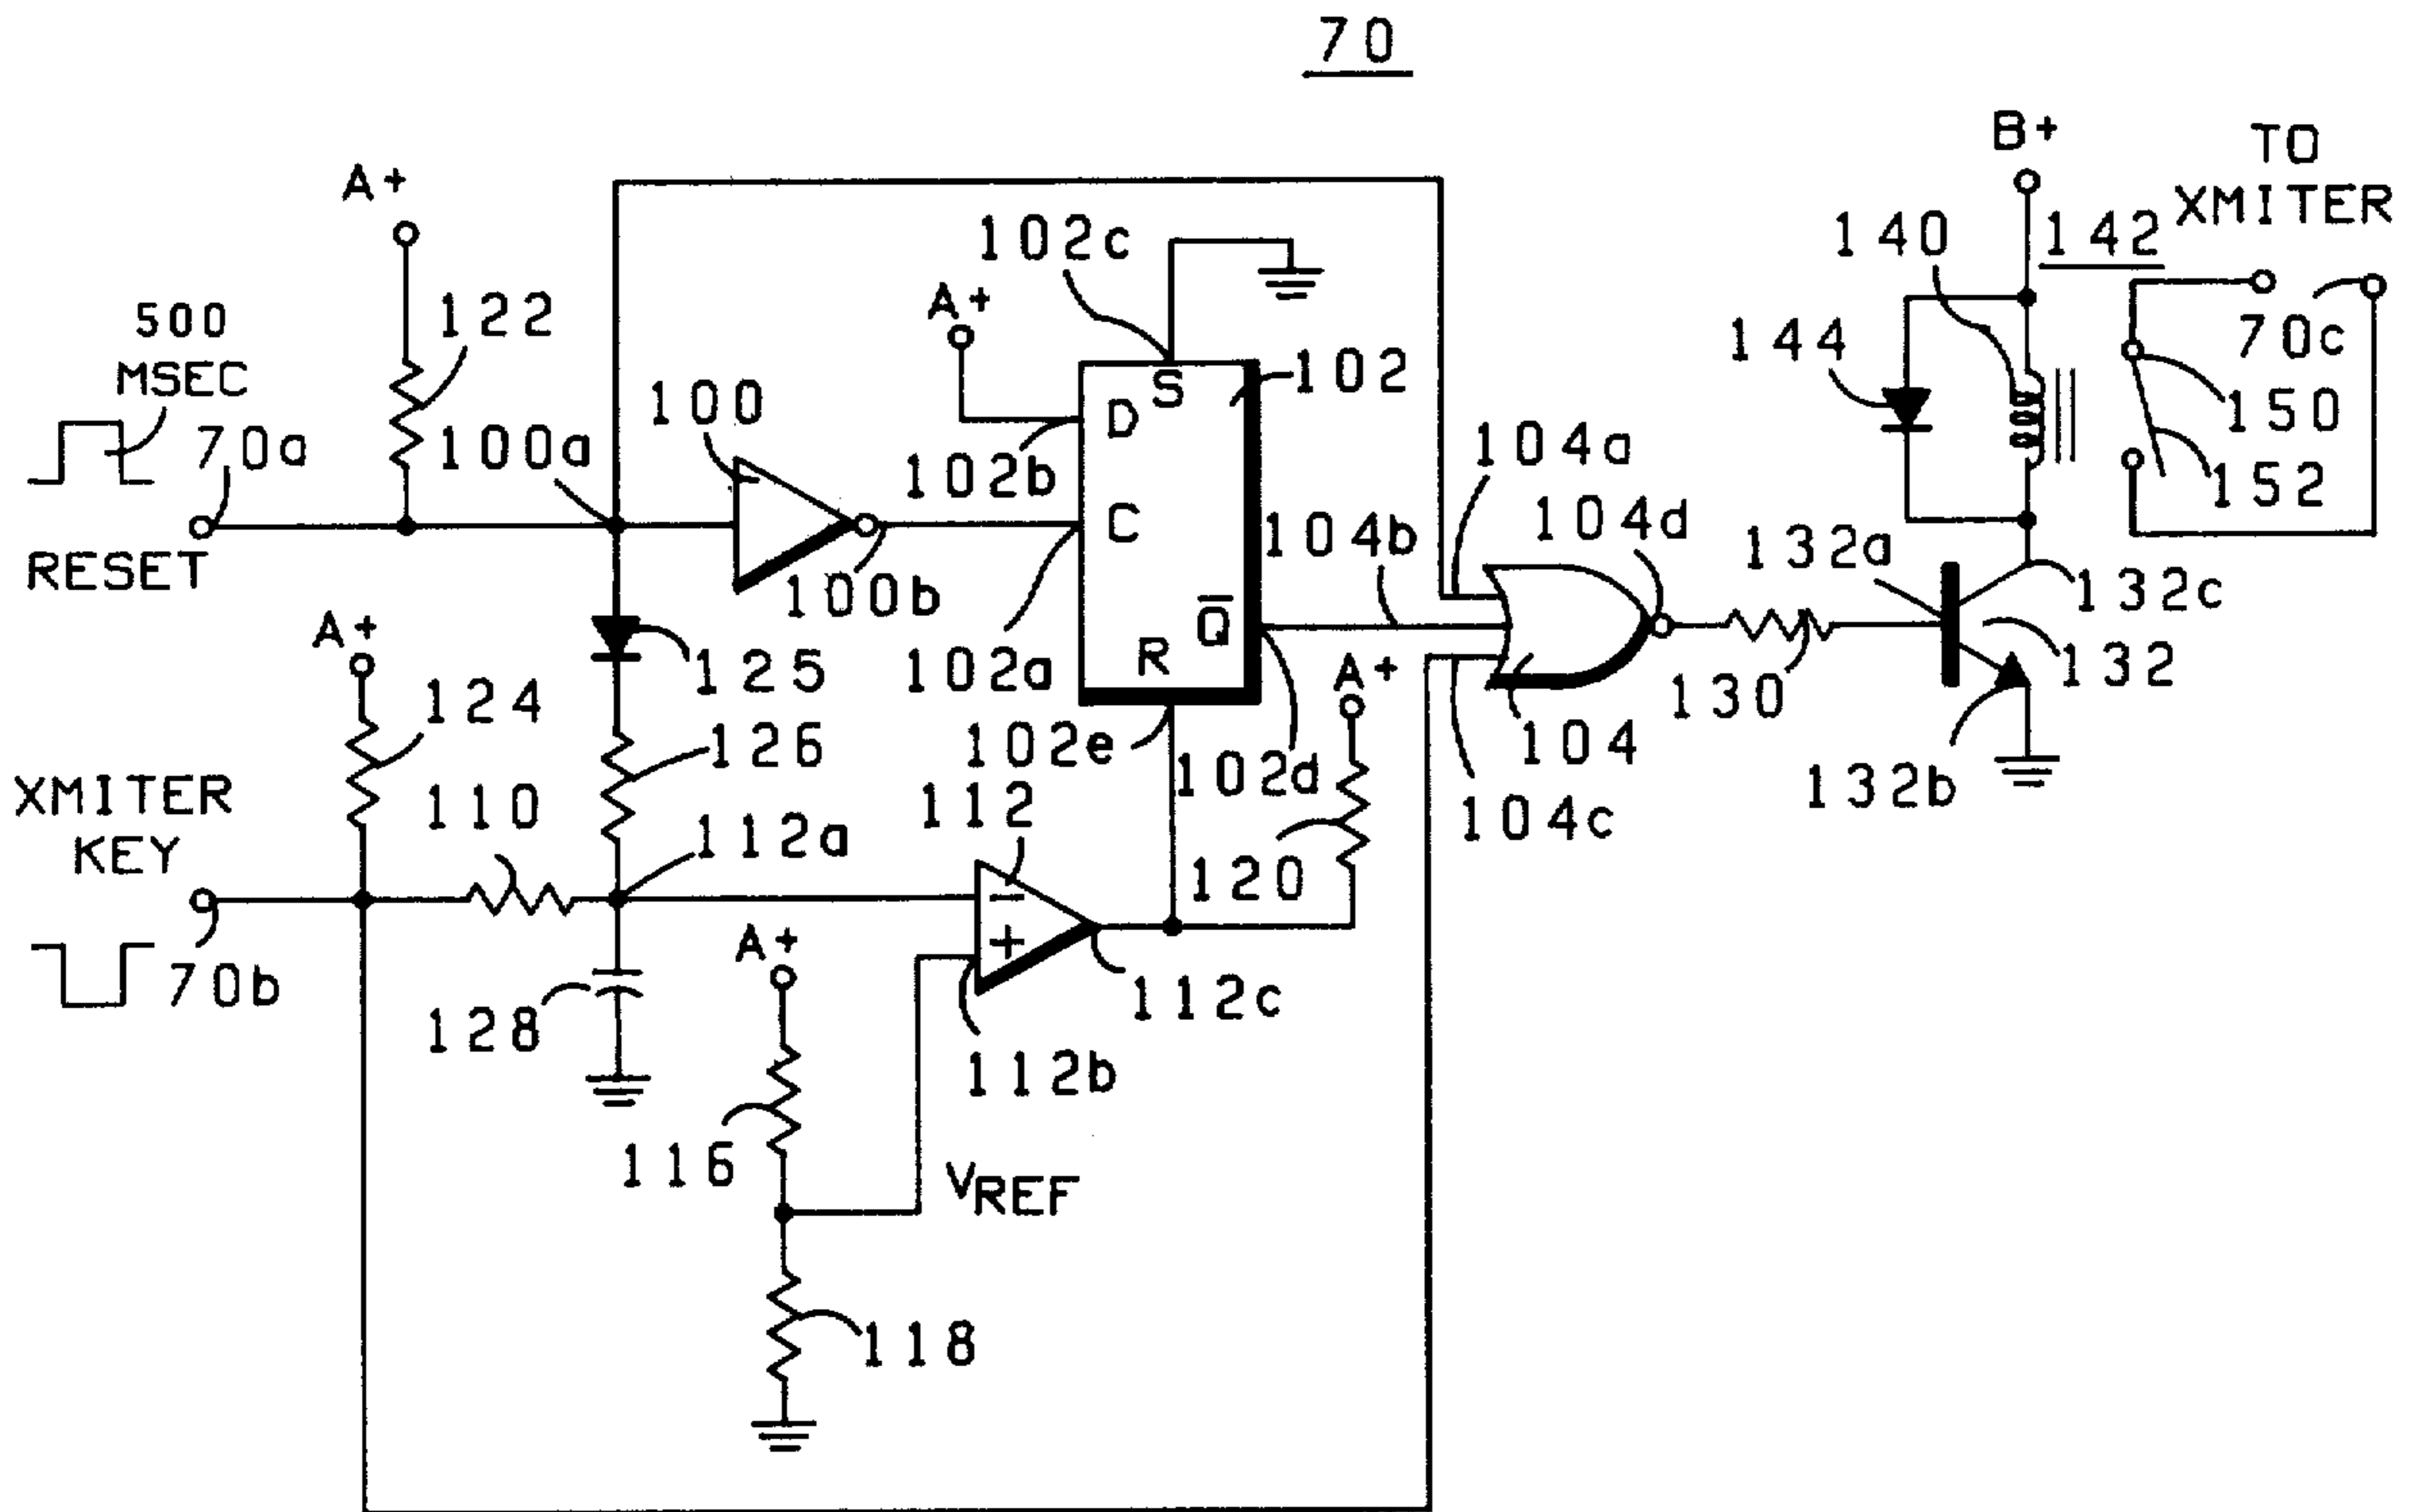 70
B+
TO
XMITER
A+
140
142
102c
A+
500
MSEC
122
144
70c
S
102
100
D
150
70a
100a
102b
104a
152
104d
C
104b
132a
RESET
100b
132c
A+
Q̅
125
102a
R
A+
132
124
126
102e
130
102d
104
XMITER
KEY
110
112
132b
112a
104c
120
−
+
A+
70b
112c
128
112b
116
VREF
118